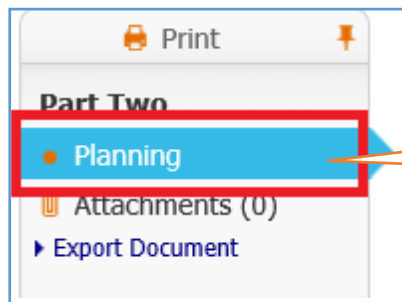 Print
Part Two
Planning
Attachments (0)
Export Document